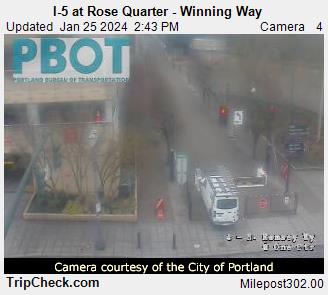 I-5 at Rose Quarter - Winning Way
Updated Jan 25 2024 2:43 PM Camera 4
PBOT
PORTLAND BUREAU OF TRANSPORTATION
Camera courtesy of the City of Portland
TripCheck.com Milepost302.00